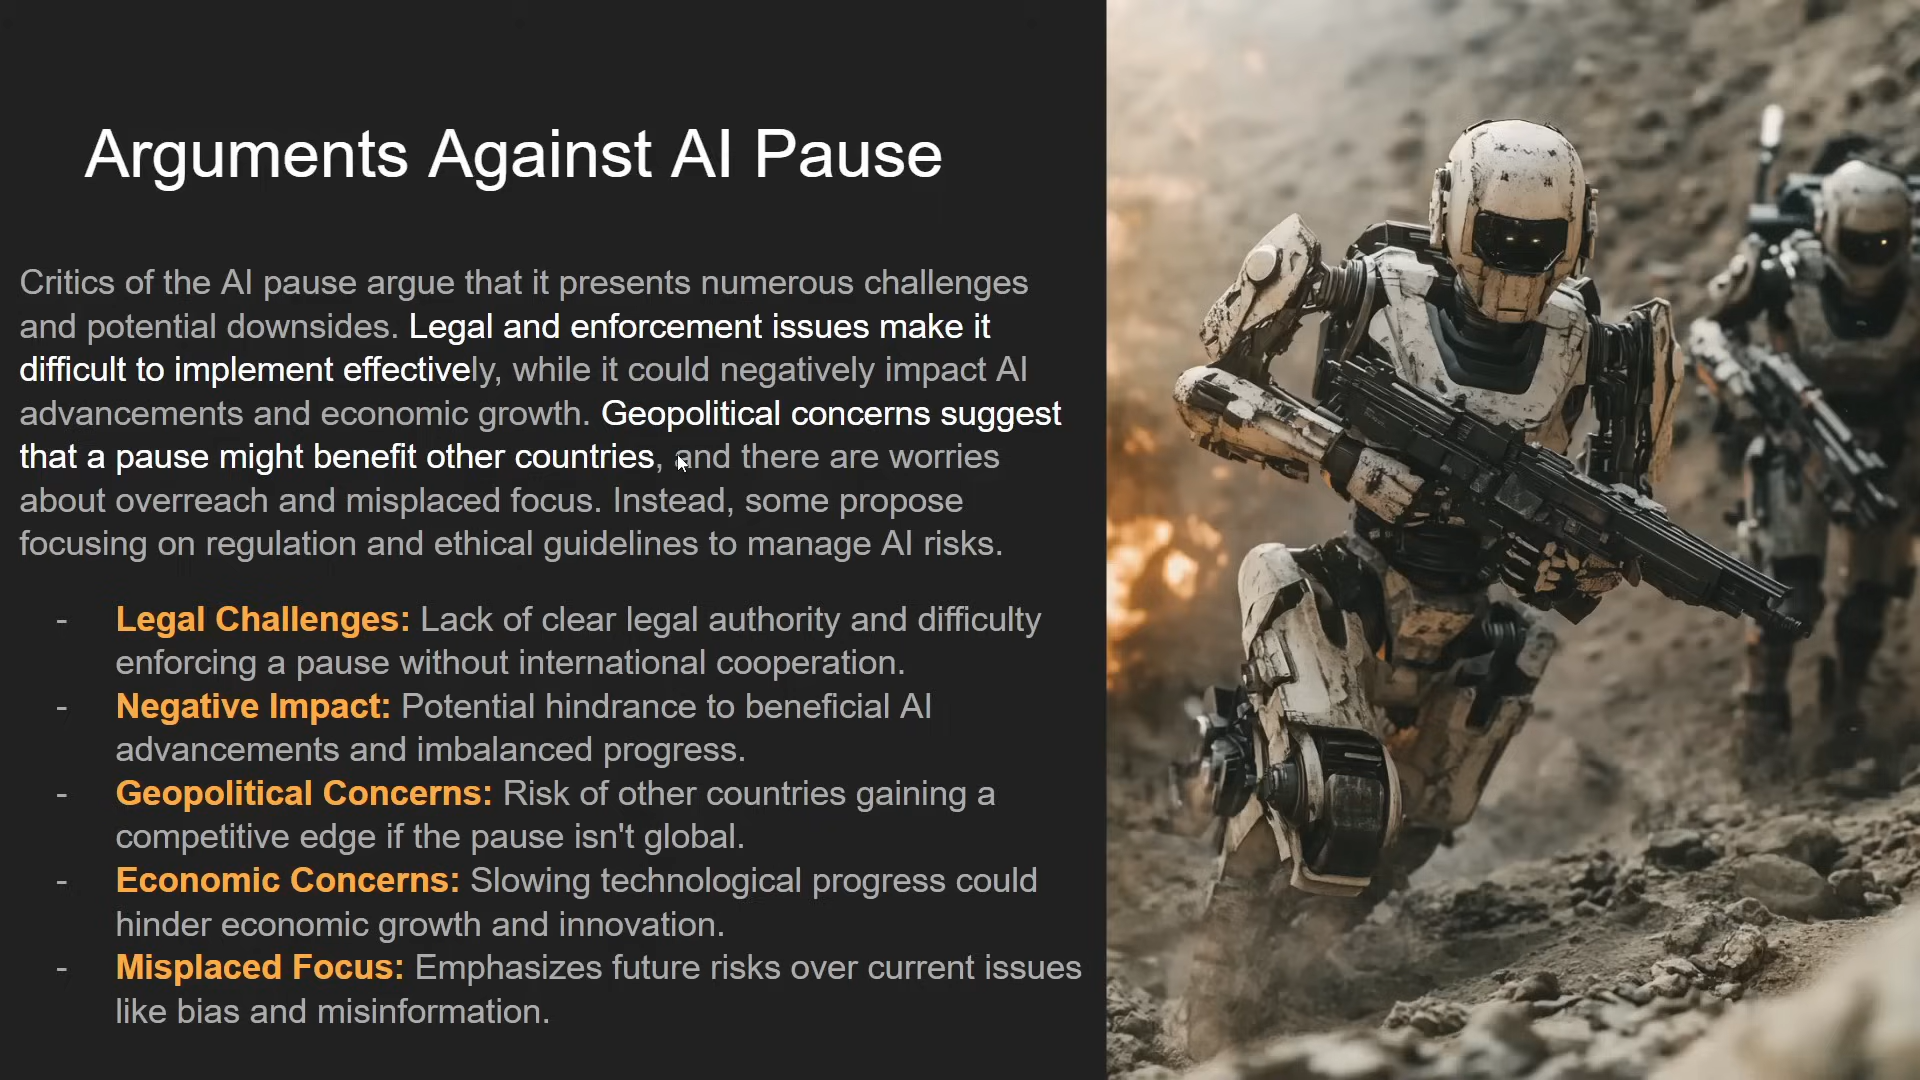 Arguments Against AI Pause
Critics of the AI pause argue that it presents numerous challenges
and potential downsides. Legal and enforcement issues make it
difficult to implement effectively, while it could negatively impact AI
advancements and economic growth. Geopolitical concerns suggest
that a pause might benefit other countries, and there are worries
about overreach and misplaced focus. Instead, some propose
focusing on regulation and ethical guidelines to manage AI risks.
- Legal Challenges: Lack of clear legal authority and difficulty
enforcing a pause without international cooperation.
- Negative Impact: Potential hindrance to beneficial AI
advancements and imbalanced progress.
- Geopolitical Concerns: Risk of other countries gaining a
competitive edge if the pause isn't global.
- Economic Concerns: Slowing technological progress could
hinder economic growth and innovation.
- Misplaced Focus: Emphasizes future risks over current issues
like bias and misinformation.